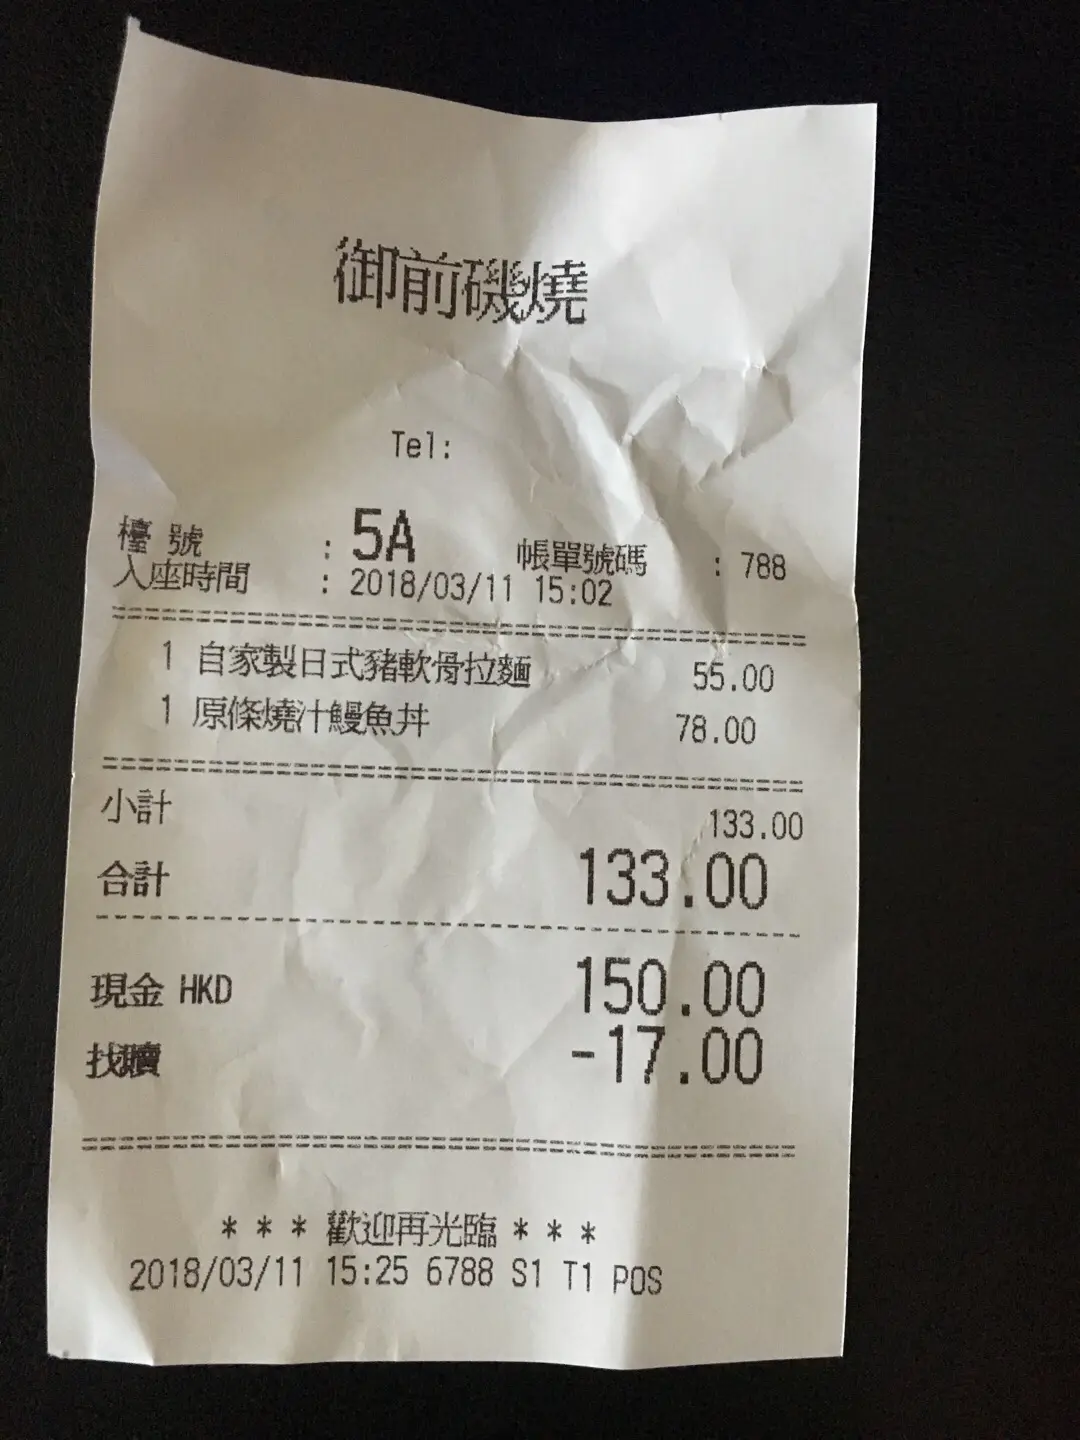 御前磯燒
Tel:
檯號 : 5A 帳單號碼 : 788
入座時間 : 2018/03/11 15:02
1 自家製日式豬軟骨拉麵 55.00
1 原條燒汁鰻魚丼 78.00
小計 133.00
合計 133.00
現金 HKD 150.00
找贖 -17.00
* * * 歡迎再光臨 * * *
2018/03/11 15:25 6788 S1 T1 POS